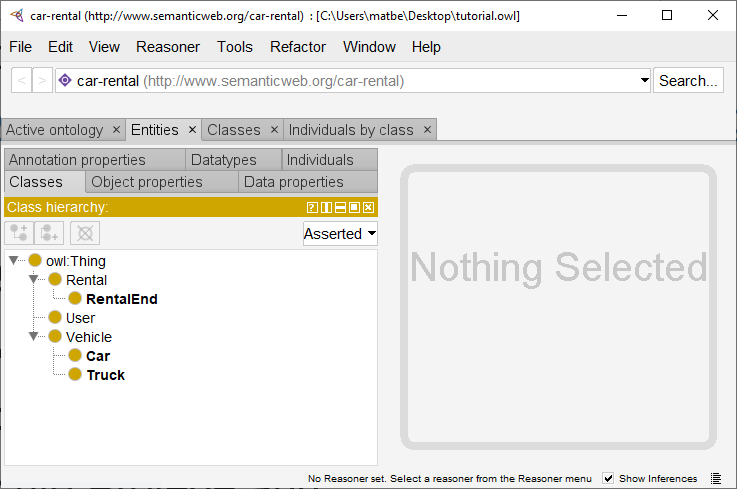 car-rental (http://www.semanticweb.org/car-rental) : [C:\Users\matbe\Desktop\tutorial.owl]
File Edit View Reasoner Tools Refactor Window Help
< > car-rental (http://www.semanticweb.org/car-rental) Search...
Active ontology × Entities × Classes × Individuals by class ×
Annotation properties Datatypes Individuals
Classes Object properties Data properties
Class hierarchy:
Asserted
owl:Thing
Rental
RentalEnd
User
Vehicle
Car
Truck
Nothing Selected
No Reasoner set. Select a reasoner from the Reasoner menu Show Inferences